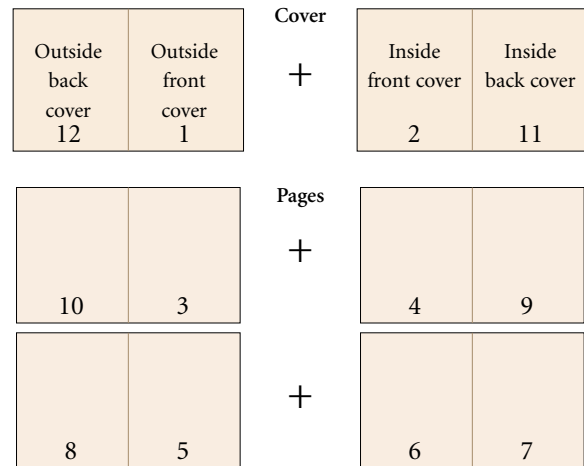 Cover
Outside
back
cover
12
Outside
front
cover
1
+
Inside
front cover
2
Inside
back cover
11
Pages
10
3
+
4
9
8
5
+
6
7